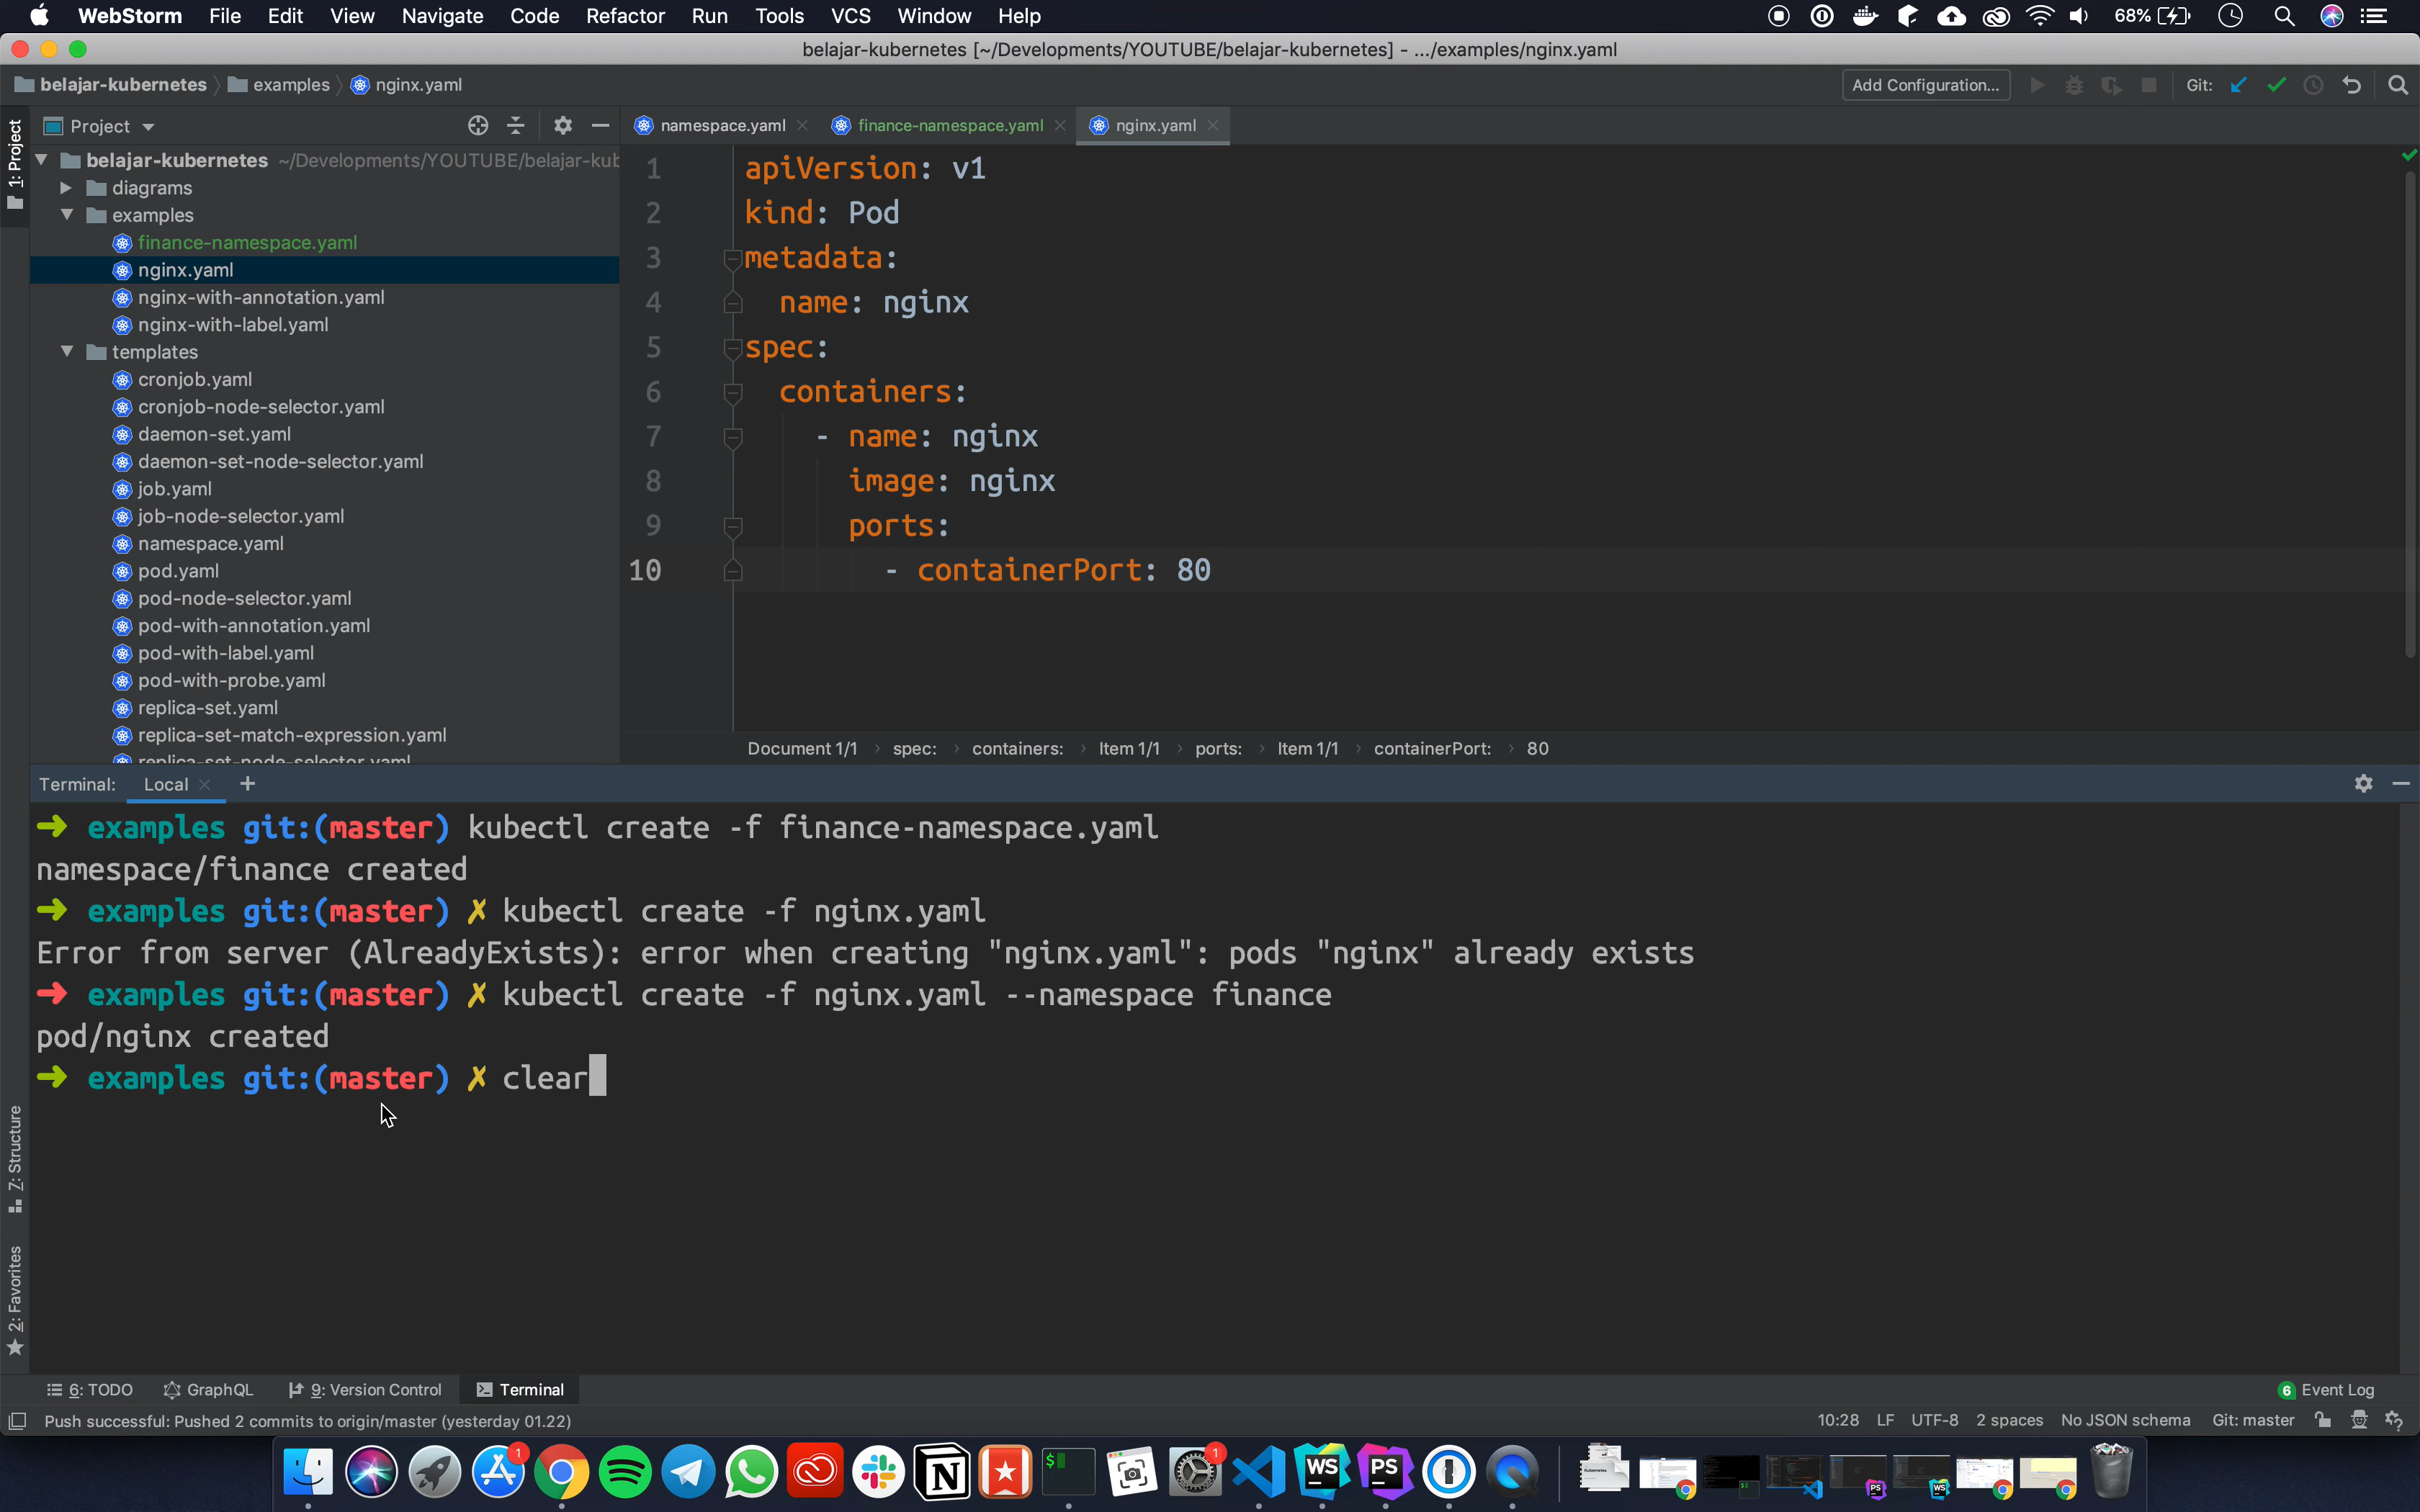 WebStorm File Edit View Navigate Code Refactor Run Tools VCS Window Help 68%
belajar-kubernetes [~/Developments/YOUTUBE/belajar-kubernetes] - .../examples/nginx.yaml
belajar-kubernetes examples nginx.yaml Add Configuration... Git:
1: Project
Project
belajar-kubernetes ~/Developments/YOUTUBE/belajar-kub
diagrams
examples
finance-namespace.yaml
nginx.yaml
nginx-with-annotation.yaml
nginx-with-label.yaml
templates
cronjob.yaml
cronjob-node-selector.yaml
daemon-set.yaml
daemon-set-node-selector.yaml
job.yaml
job-node-selector.yaml
namespace.yaml
pod.yaml
pod-node-selector.yaml
pod-with-annotation.yaml
pod-with-label.yaml
pod-with-probe.yaml
replica-set.yaml
replica-set-match-expression.yaml
replica-set-node-selector.yaml
namespace.yaml finance-namespace.yaml nginx.yaml
1 apiVersion: v1
2 kind: Pod
3 metadata:
4 name: nginx
5 spec:
6 containers:
7 - name: nginx
8 image: nginx
9 ports:
10 - containerPort: 80
Document 1/1 › spec: › containers: › Item 1/1 › ports: › Item 1/1 › containerPort: › 80
Terminal: Local +
➜ examples git:(master) kubectl create -f finance-namespace.yaml
namespace/finance created
➜ examples git:(master) ✗ kubectl create -f nginx.yaml
Error from server (AlreadyExists): error when creating "nginx.yaml": pods "nginx" already exists
➜ examples git:(master) ✗ kubectl create -f nginx.yaml --namespace finance
pod/nginx created
➜ examples git:(master) ✗ clear
7: Structure
2: Favorites
6: TODO GraphQL 9: Version Control Terminal 6 Event Log
Push successful: Pushed 2 commits to origin/master (yesterday 01.22) 10:28 LF UTF-8 2 spaces No JSON schema Git: master
1 N $ 1 WS PS